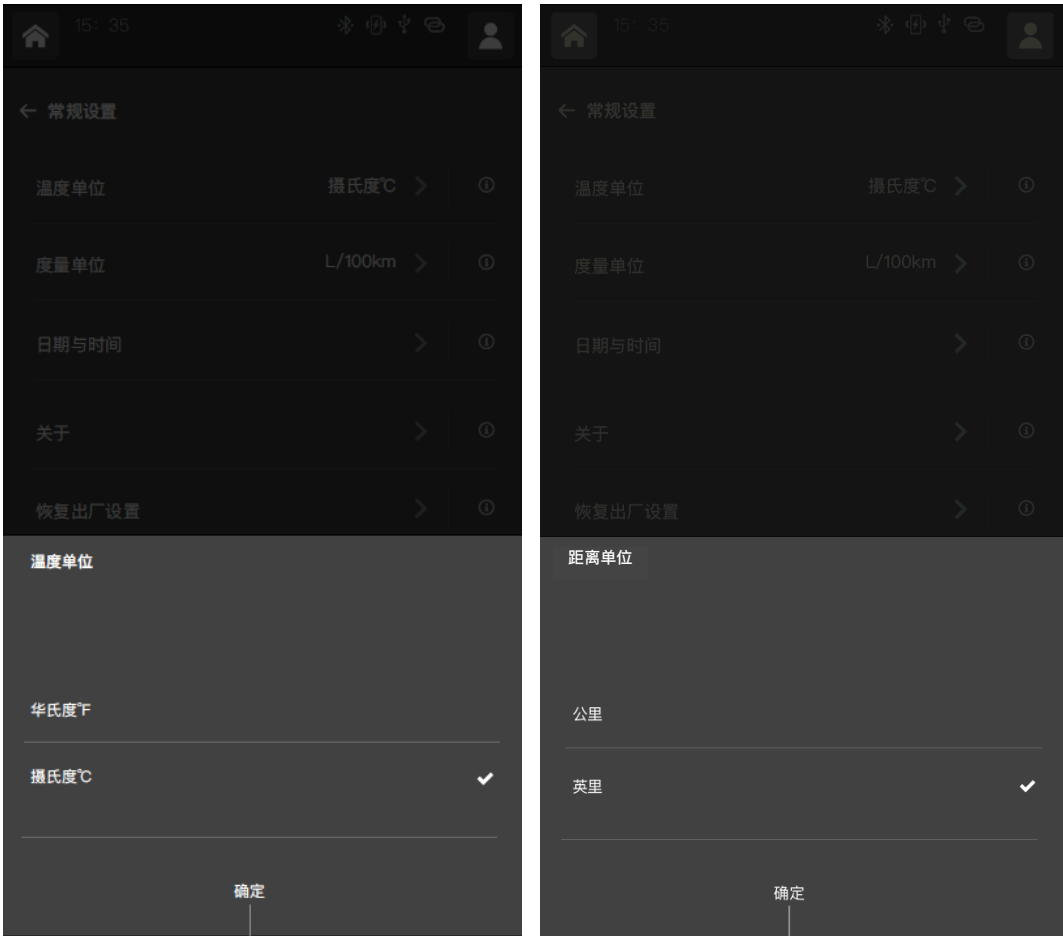 15: 35
常规设置
温度单位 摄氏度℃
度量单位 L/100km
日期与时间
关于
恢复出厂设置
温度单位
华氏度℉
摄氏度℃
确定
15: 35
常规设置
温度单位 摄氏度℃
度量单位 L/100km
日期与时间
关于
恢复出厂设置
距离单位
公里
英里
确定